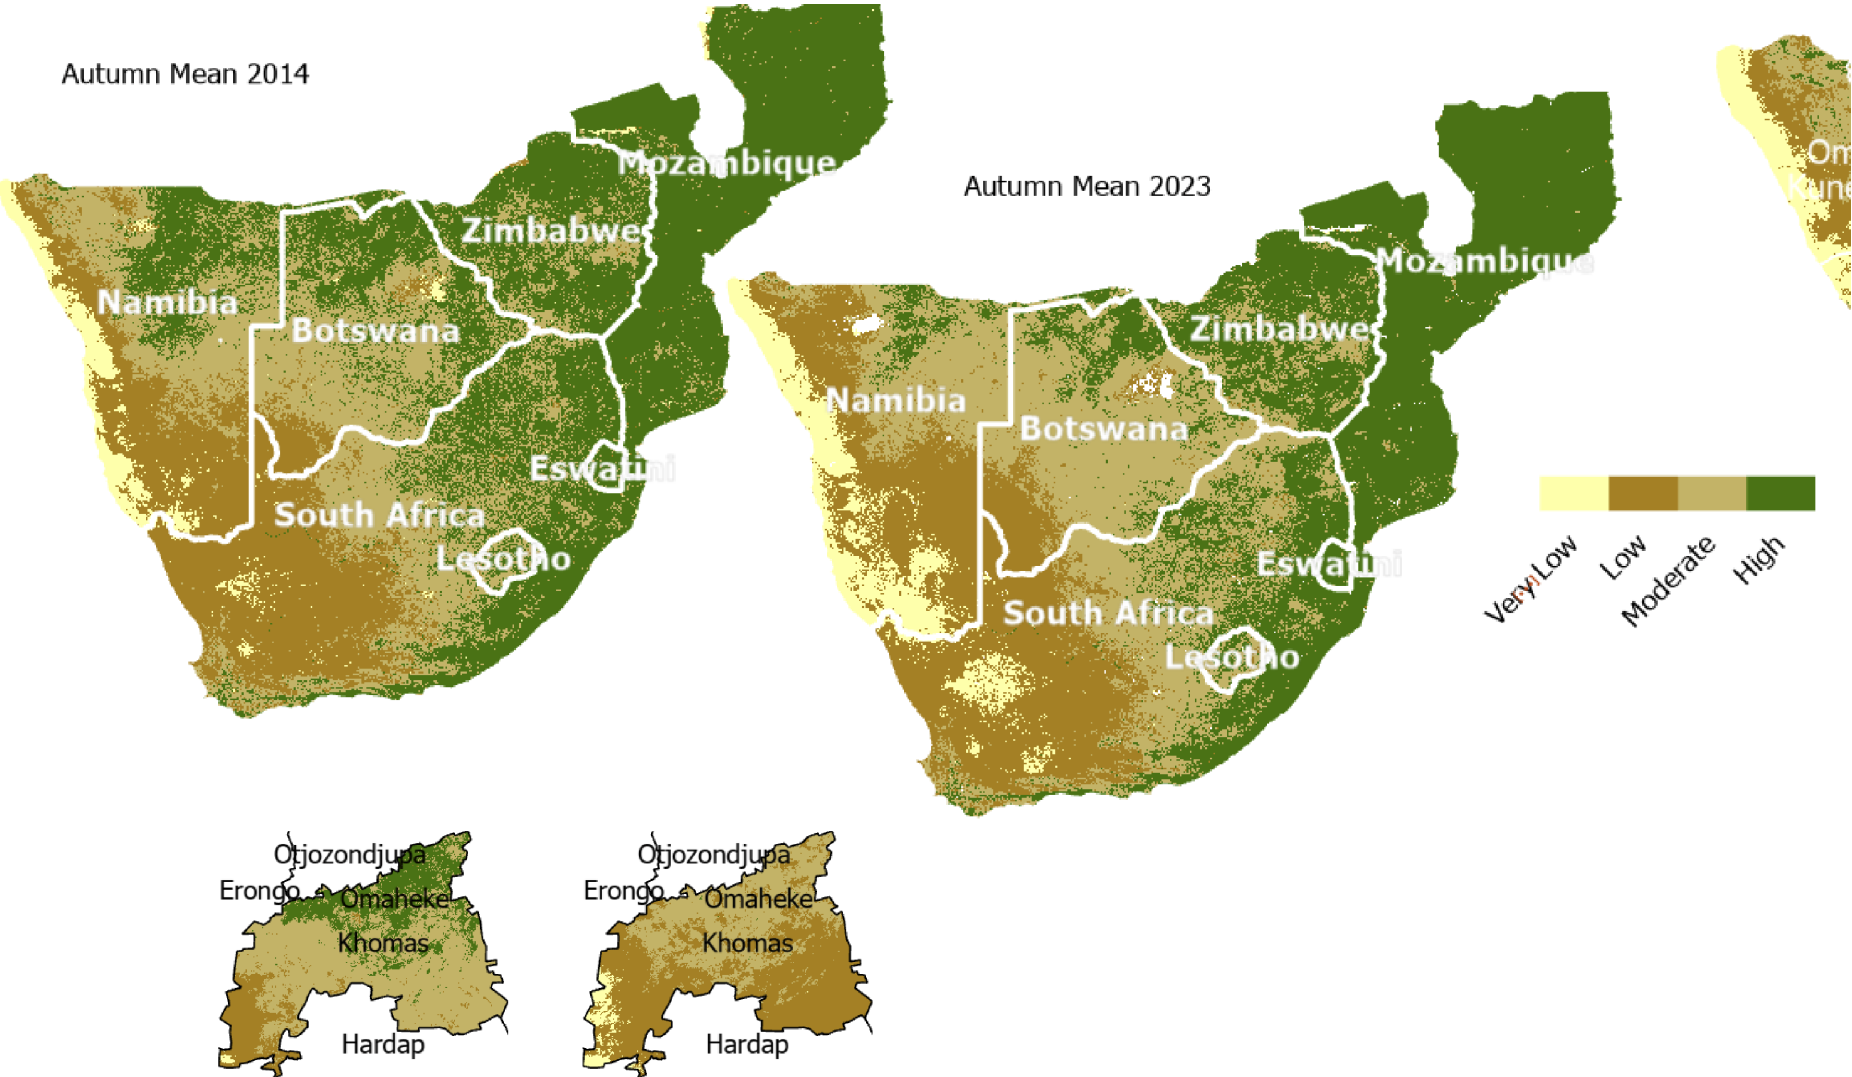 Autumn Mean 2014
Mozambique
Zimbabwe
Namibia
Botswana
Eswatini
South Africa
Lesotho
Autumn Mean 2023
Mozambique
Zimbabwe
Namibia
Botswana
Eswatini
South Africa
Lesotho
Very Low
Low
Moderate
High
Otjozondjupa
Erongo
Omaheke
Khomas
Hardap
Otjozondjupa
Erongo
Omaheke
Khomas
Hardap